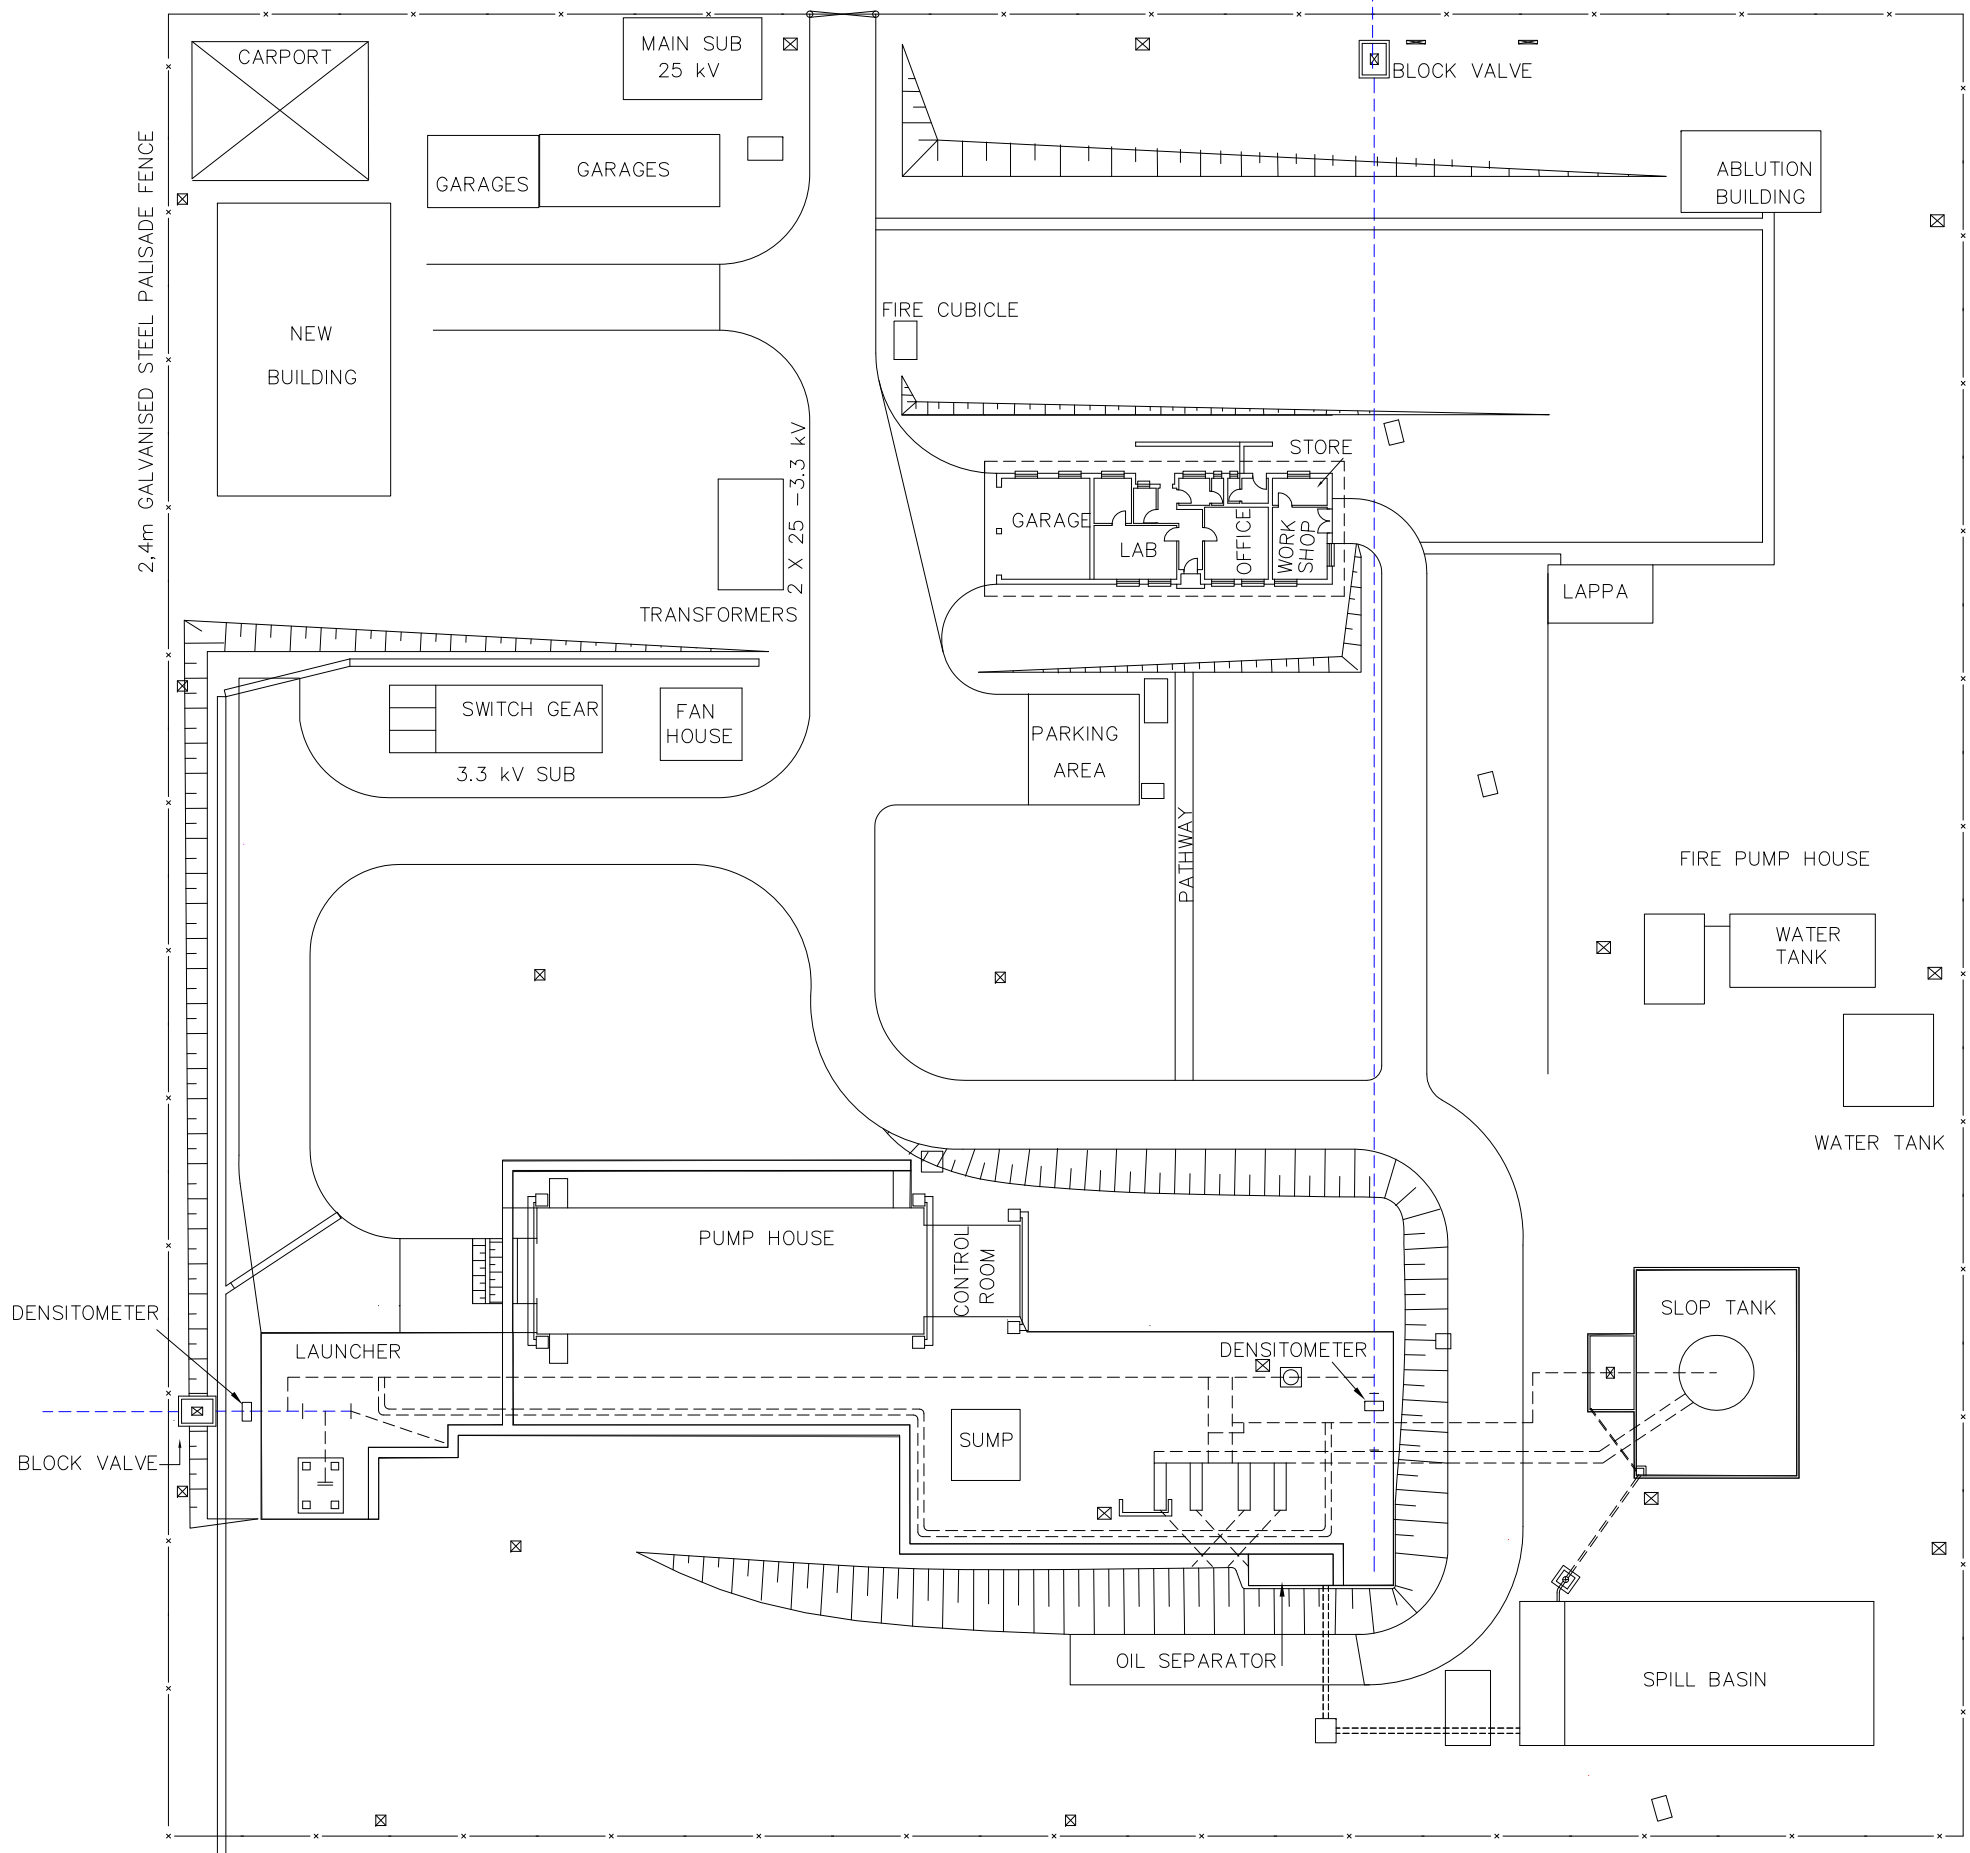 CARPORT
MAIN SUB
25 kV
BLOCK VALVE
GARAGES
GARAGES
ABLUTION
BUILDING
2,4m GALVANISED STEEL PALISADE FENCE
NEW
BUILDING
FIRE CUBICLE
STORE
2 X 25 -3.3 kV
TRANSFORMERS
GARAGE
LAB
OFFICE
WORK
SHOP
LAPPA
SWITCH GEAR
FAN
HOUSE
3.3 kV SUB
PARKING
AREA
PATHWAY
FIRE PUMP HOUSE
WATER
TANK
WATER TANK
PUMP HOUSE
CONTROL
ROOM
DENSITOMETER
LAUNCHER
DENSITOMETER
SLOP TANK
SUMP
BLOCK VALVE
OIL SEPARATOR
SPILL BASIN